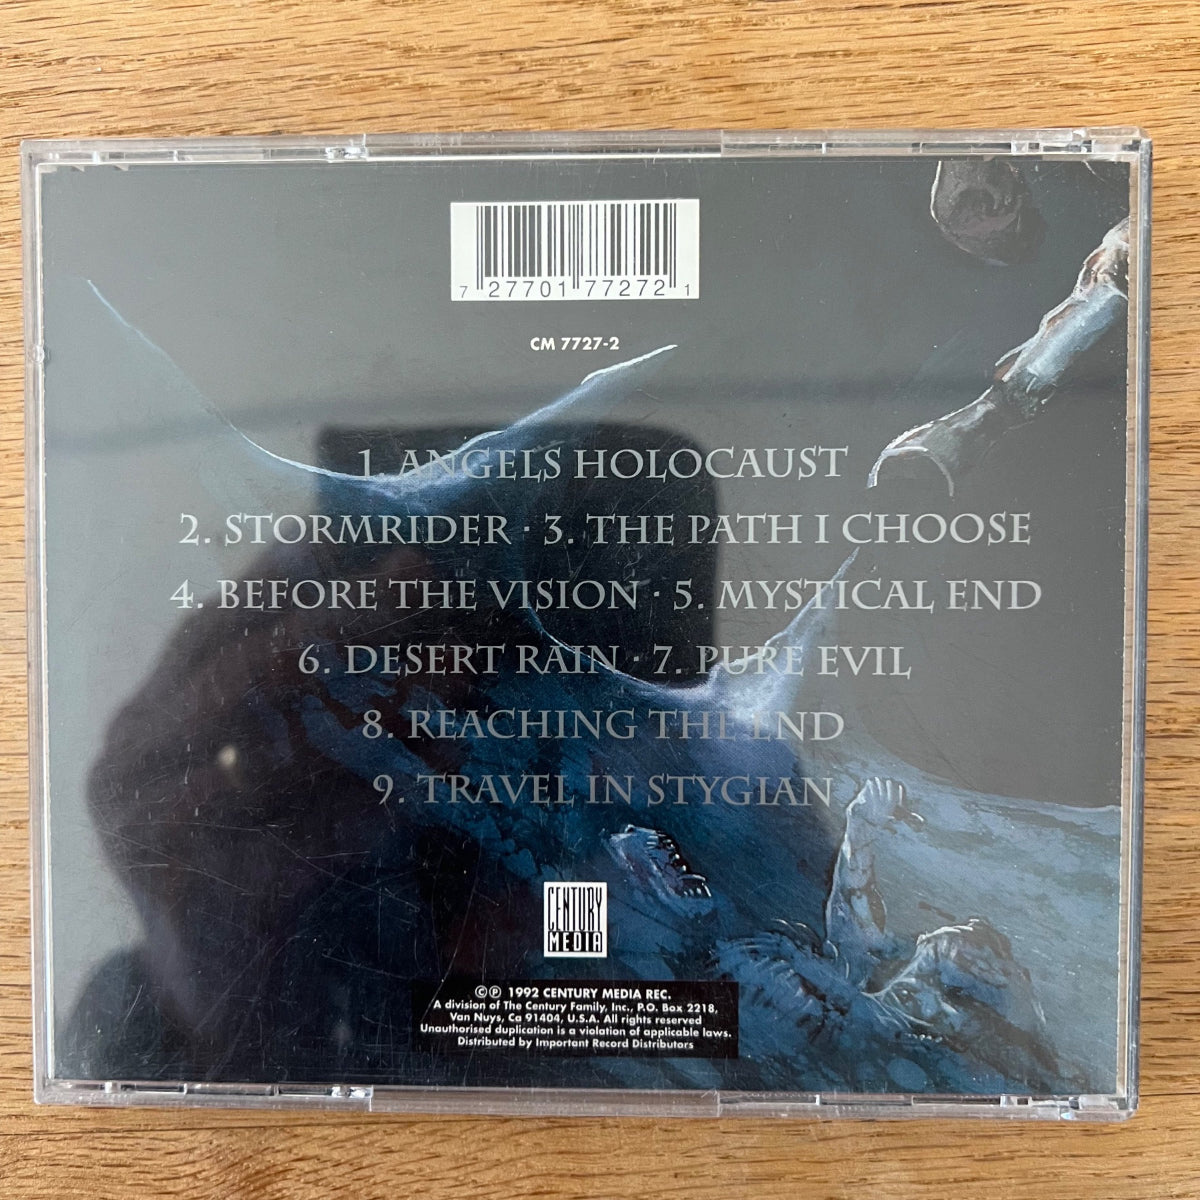 7 27701 77272 1
CM 7727-2
1. ANGELS HOLOCAUST
2. STORMRIDER · 3. THE PATH I CHOOSE
4. BEFORE THE VISION · 5. MYSTICAL END
6. DESERT RAIN · 7. PURE EVIL
8. REACHING THE END
9. TRAVEL IN STYGIAN
CENTURY
MEDIA
© ℗ 1992 CENTURY MEDIA REC.
A division of The Century Family, Inc., P.O. Box 2218,
Van Nuys, Ca 91404, U.S.A. All rights reserved
Unauthorised duplication is a violation of applicable laws.
Distributed by Important Record Distributors